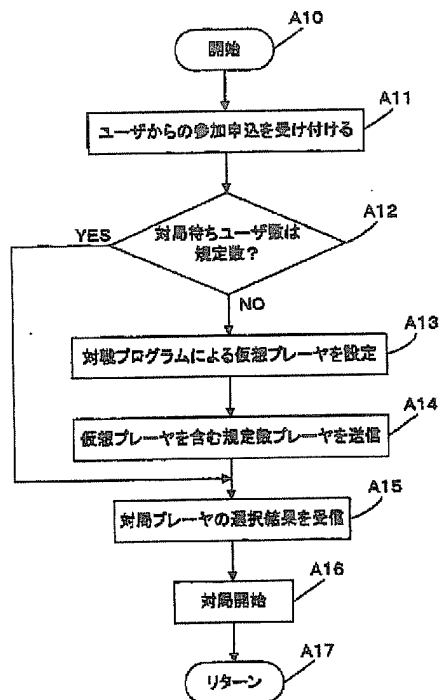 A10
開始
A11
ユーザからの参加申込を受け付ける
A12
対局待ちユーザ数は
規定数?
YES
NO
A13
対戦プログラムによる仮想プレーヤを設定
A14
仮想プレーヤを含む規定数プレーヤを送信
A15
対局プレーヤの選択結果を受信
A16
対局開始
A17
リターン